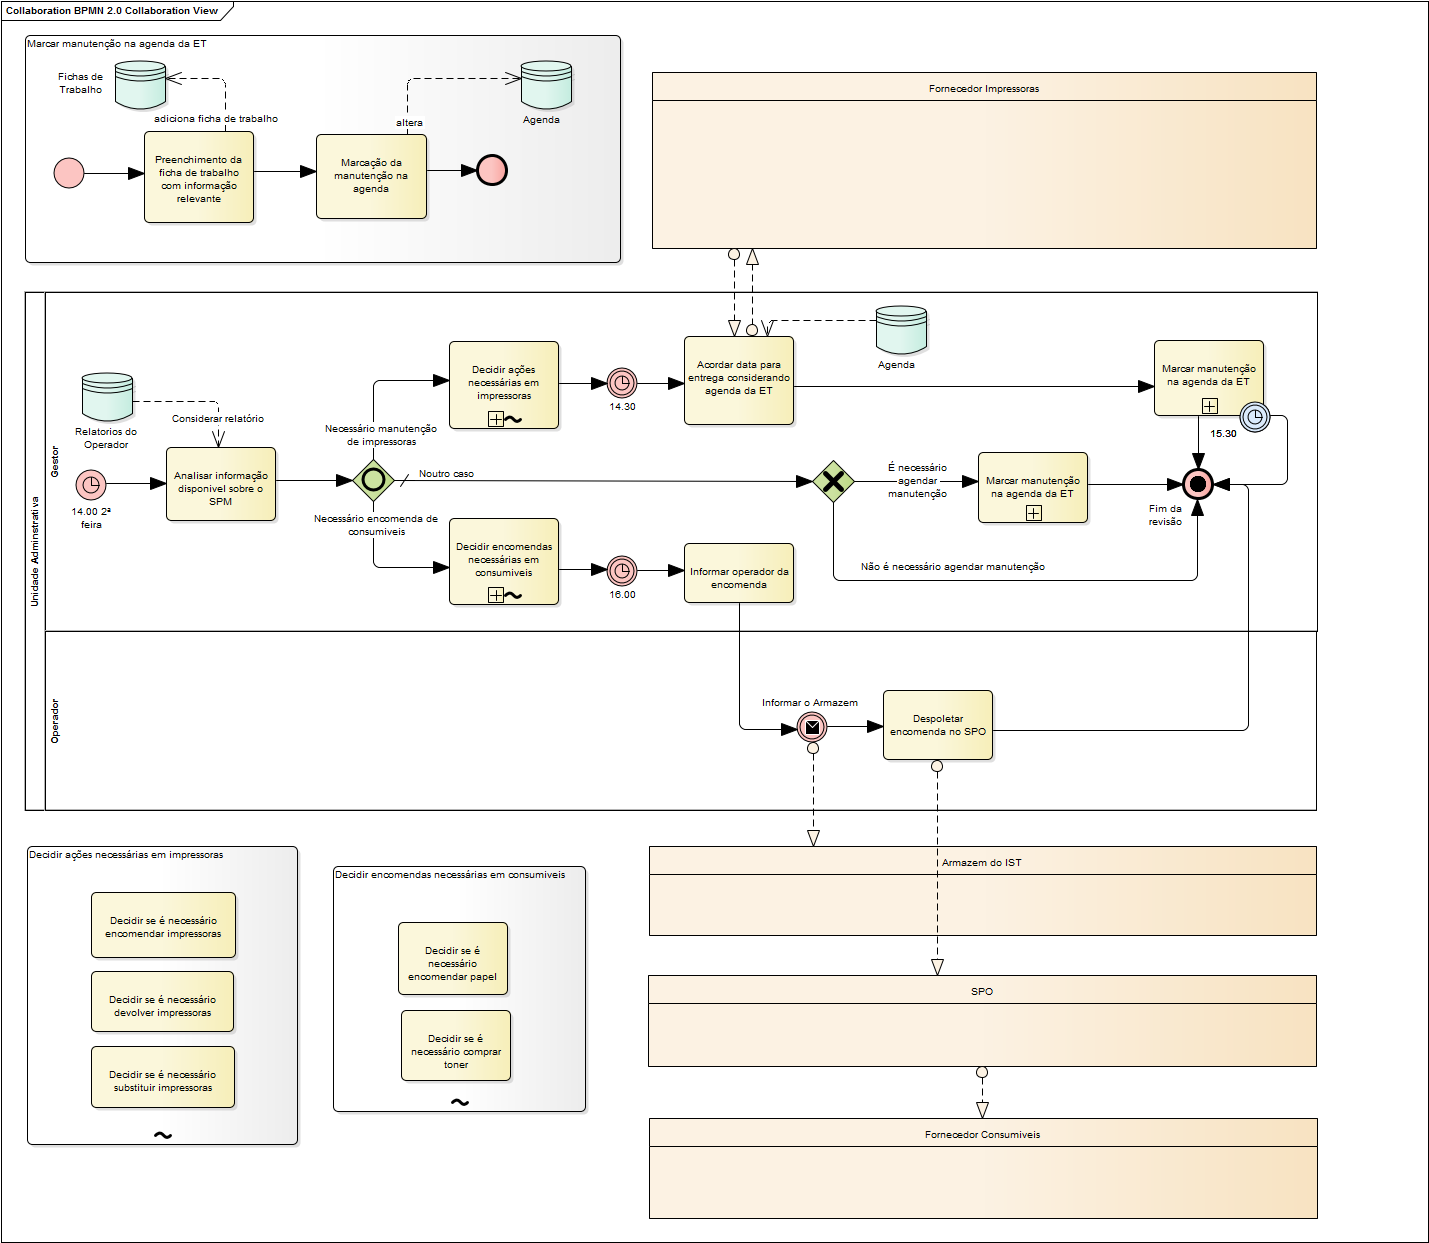 Collaboration BPMN 2.0 Collaboration View
Marcar manutenção na agenda da ET
Fichas de
Trabalho
adiciona ficha de trabalho
altera
Agenda
Preenchimento da
ficha de trabalho
com informação
relevante
Marcação da
manutenção na
agenda
Fornecedor Impressoras
Unidade Adminstrativa
Gestor
Relatorios do
Operador
Considerar relatório
14.00 2ª
feira
Analisar informação
disponivel sobre o
SPM
Necessário manutenção
de impressoras
Noutro caso
Necessário encomenda de
consumiveis
Decidir ações
necessárias em
impressoras
14.30
Acordar data para
entrega considerando
agenda da ET
Agenda
Marcar manutenção
na agenda da ET
15.30
É necessário
agendar
manutenção
Marcar manutenção
na agenda da ET
Fim da
revisão
Não é necessário agendar manutenção
Decidir encomendas
necessárias em
consumiveis
16.00
Informar operador da
encomenda
Operador
Informar o Armazem
Despoletar
encomenda no SPO
Decidir ações necessárias em impressoras
Decidir se é necessário
encomendar impressoras
Decidir se é necessário
devolver impressoras
Decidir se é necessário
substituir impressoras
Decidir encomendas necessárias em consumiveis
Decidir se é
necessário
encomendar papel
Decidir se é
necessário comprar
toner
Armazem do IST
SPO
Fornecedor Consumiveis